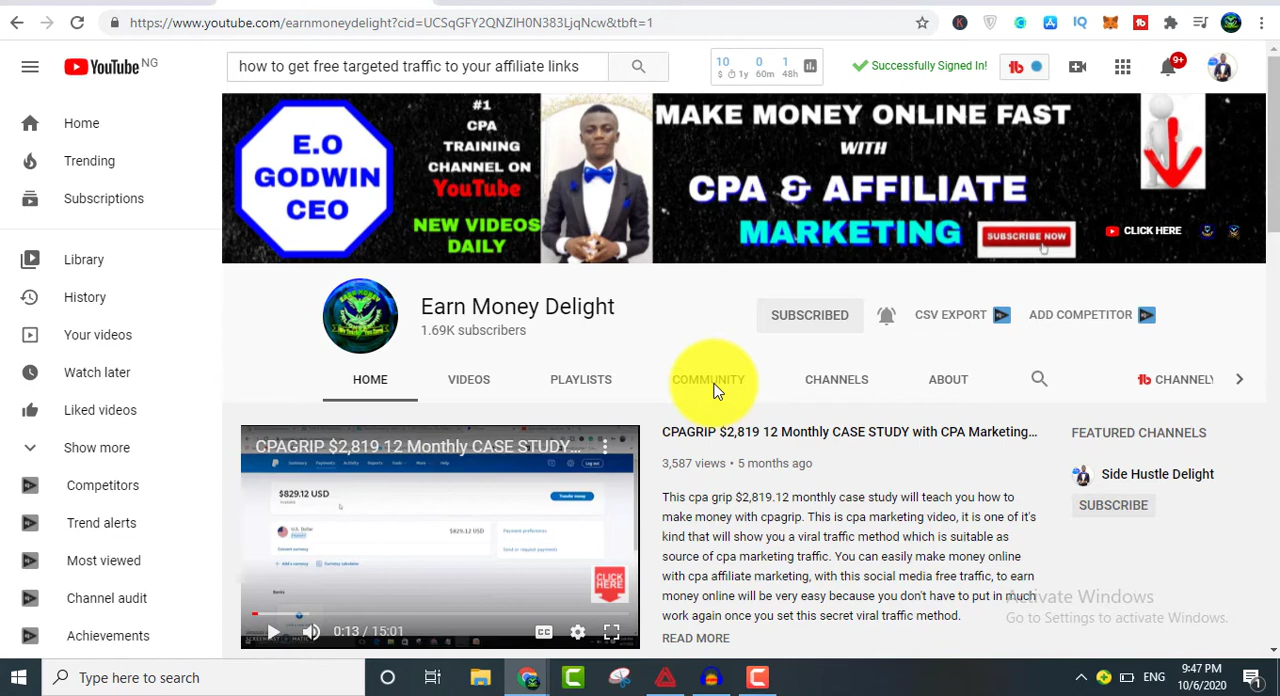 https://www.youtube.com/earnmoneydelight?cid=UCSqGFY2QNZIH0N383LjqNcw&tbft=1
YouTube NG
how to get free targeted traffic to your affiliate links
10 0 1
$ 1y 60m 48h
Successfully Signed In!
9+
Home
Trending
Subscriptions
Library
History
Your videos
Watch later
Liked videos
Show more
Competitors
Trend alerts
Most viewed
Channel audit
Achievements
E.O
GODWIN
CEO
#1
CPA
TRAINING
CHANNEL ON
YouTube
NEW VIDEOS
DAILY
MAKE MONEY ONLINE FAST
WITH
CPA & AFFILIATE
MARKETING
SUBSCRIBE NOW
CLICK HERE
Earn Money Delight
1.69K subscribers
SUBSCRIBED
CSV EXPORT
ADD COMPETITOR
HOME
VIDEOS
PLAYLISTS
COMMUNITY
CHANNELS
ABOUT
CHANNELY
CPAGRIP $2,819 12 Monthly CASE STUDY...
$829.12 USD
$829.12 USD
CLICK
HERE
0:13 / 15:01
CPAGRIP $2,819 12 Monthly CASE STUDY with CPA Marketing...
3,587 views • 5 months ago
This cpa grip $2,819.12 monthly case study will teach you how to
make money with cpagrip. This is cpa marketing video, it is one of it's
kind that will show you a viral traffic method which is suitable as
source of cpa marketing traffic. You can easily make money online
with cpa affiliate marketing, with this social media free traffic, to earn
money online will be very easy because you don't have to put in much
work again once you set this secret viral traffic method.
READ MORE
FEATURED CHANNELS
Side Hustle Delight
SUBSCRIBE
Activate Windows
Go to Settings to activate Windows.
Type here to search
ENG
9:47 PM
10/6/2020
1